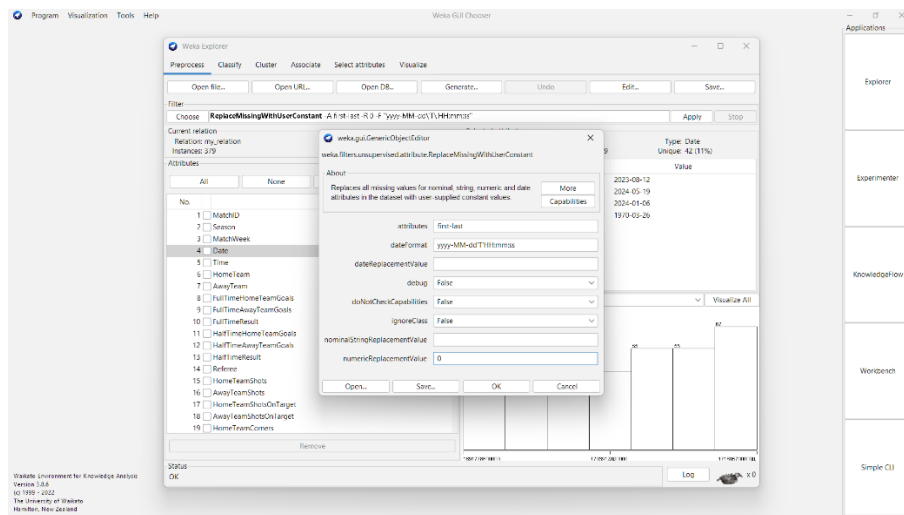 Program Visualization Tools Help
Weka GUI Chooser
Applications
Explorer
Experimenter
KnowledgeFlow
Workbench
Simple CLI
Weka Explorer
Preprocess Classify Cluster Associate Select attributes Visualize
Open file... Open URL... Open DB... Generate... Undo Edit... Save...
Filter
Choose ReplaceMissingWithUserConstant -A first-last -R 0 -F "yyyy-MM-dd\'T\'HH:mm:ss"
Apply Stop
Current relation
Relation: my_relation
Instances: 379
Type: Date
Unique: 42 (11%)
Value
2023-08-12
2024-05-19
2024-01-06
1970-03-26
Attributes
All None
No.
1 MatchID
2 Season
3 MatchWeek
4 Date
5 Time
6 HomeTeam
7 AwayTeam
8 FullTimeHomeTeamGoals
9 FullTimeAwayTeamGoals
10 FullTimeResult
11 HalfTimeHomeTeamGoals
12 HalfTimeAwayTeamGoals
13 HalfTimeResult
14 Referee
15 HomeTeamShots
16 AwayTeamShots
17 HomeTeamShotsOnTarget
18 AwayTeamShotsOnTarget
19 HomeTeamCorners
Remove
Visualize All
weka.gui.GenericObjectEditor
weka.filters.unsupervised.attribute.ReplaceMissingWithUserConstant
About
Replaces all missing values for nominal, string, numeric and date
attributes in the dataset with user-supplied constant values.
More
Capabilities
attributes first-last
dateFormat yyyy-MM-dd'T'HH:mm:ss
dateReplacementValue
debug False
doNotCheckCapabilities False
ignoreClass False
nominalStringReplacementValue
numericReplacementValue 0
Open... Save... OK Cancel
Status
OK
Log x 0
Waikato Environment for Knowledge Analysis
Version 3.8.6
(c) 1999 - 2022
The University of Waikato
Hamilton, New Zealand